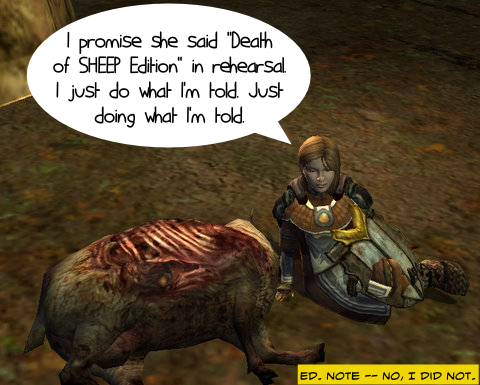 I promise she said "Death
of SHEEP Edition" in rehearsal.
I just do what I'm told. Just
doing what I'm told.
ED. NOTE -- NO, I DID NOT.